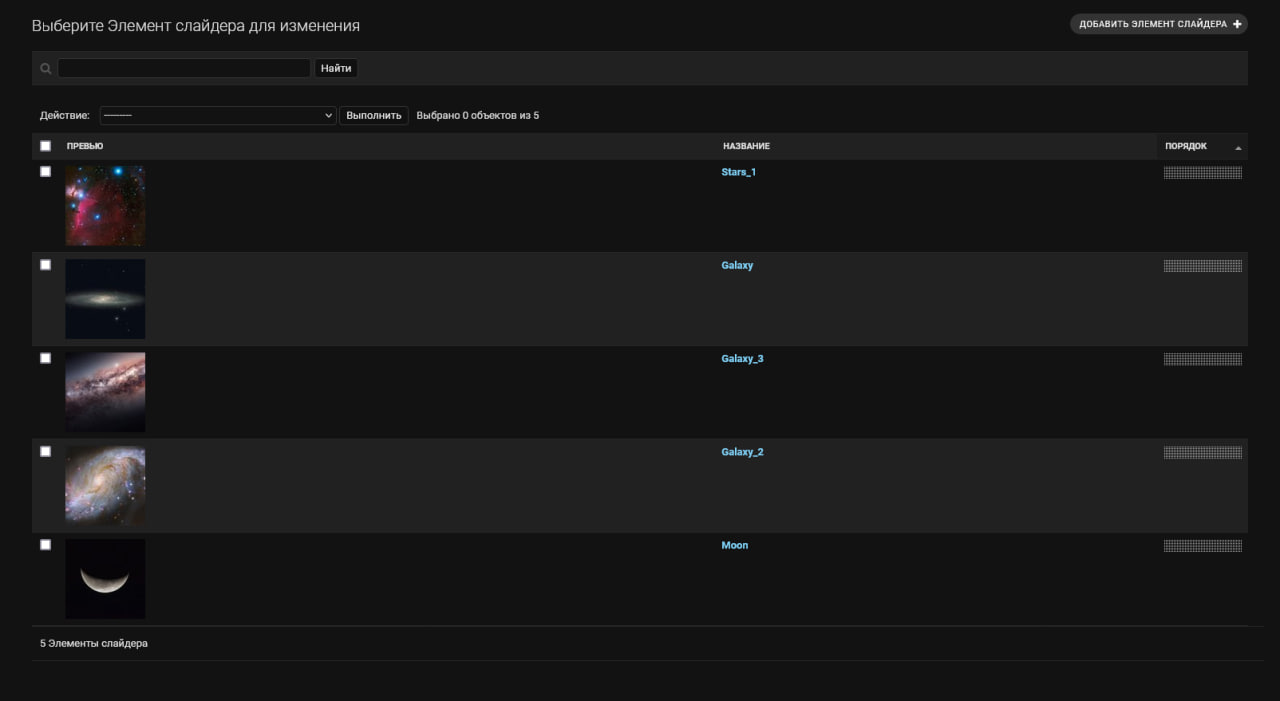 Выберите Элемент слайдера для изменения
ДОБАВИТЬ ЭЛЕМЕНТ СЛАЙДЕРА +
Найти
Действие: --------- Выполнить Выбрано 0 объектов из 5
ПРЕВЬЮ НАЗВАНИЕ ПОРЯДОК
Stars_1
Galaxy
Galaxy_3
Galaxy_2
Moon
5 Элементы слайдера